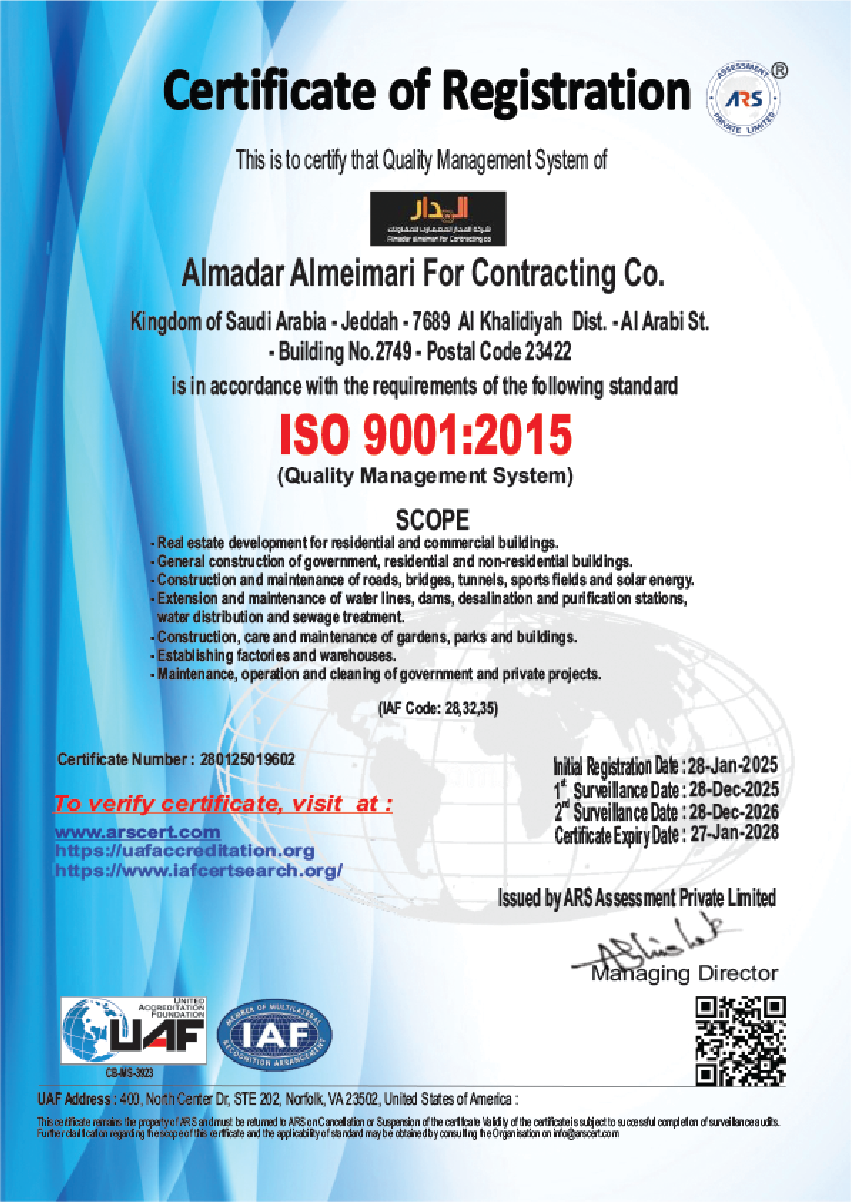 Certificate of Registration
ASSESSMENT
ARS
PRIVATE LIMITED
®
This is to certify that Quality Management System of
المدار
شركة المدار المعماري للمقاولات
Almadar Almeimari For Contracting co
Almadar Almeimari For Contracting Co.
Kingdom of Saudi Arabia - Jeddah - 7689 Al Khalidiyah Dist. - Al Arabi St.
- Building No.2749 - Postal Code 23422
is in accordance with the requirements of the following standard
ISO 9001:2015
(Quality Management System)
SCOPE
- Real estate development for residential and commercial buildings.
- General construction of government, residential and non-residential buildings.
- Construction and maintenance of roads, bridges, tunnels, sports fields and solar energy.
- Extension and maintenance of water lines, dams, desalination and purification stations,
water distribution and sewage treatment.
- Construction, care and maintenance of gardens, parks and buildings.
- Establishing factories and warehouses.
- Maintenance, operation and cleaning of government and private projects.
(IAF Code: 28,32,35)
Certificate Number : 280125019602
To verify certificate, visit at :
www.arscert.com
https://uafaccreditation.org
https://www.iafcertsearch.org/
Initial Registration Date : 28-Jan-2025
1st Surveillance Date : 28-Dec-2025
2nd Surveillance Date : 28-Dec-2026
Certificate Expiry Date : 27-Jan-2028
Issued by ARS Assessment Private Limited
Abhishek
Managing Director
UNITED
ACCREDITATION
FOUNDATION
UAF
CB-MS-3923
MEMBER OF MULTILATERAL
IAF
RECOGNITION ARRANGEMENT
UAF Address : 400, North Center Dr, STE 202, Norfolk, VA 23502, United States of America :
This certificate remains the property of ARS and must be returned to ARS on Cancellation or Suspension of the certificate Validity of the certificate is subject to successful completion of surveillance audits.
Further clarification regarding the scope of this certificate and the applicability of standard may be obtained by consulting the Organisation on info@arscert.com